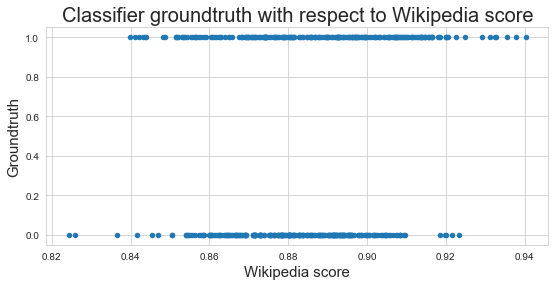 Classifier groundtruth with respect to Wikipedia score
1.0
0.8
0.6
0.4
0.2
0.0
Groundtruth
0.82 0.84 0.86 0.88 0.90 0.92 0.94
Wikipedia score